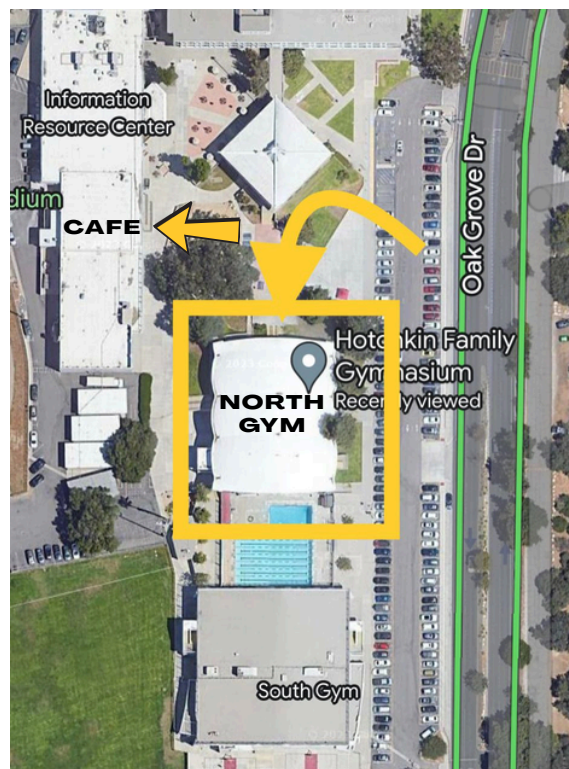 Information
Resource Center
dium
CAFE
Oak Grove Dr
Hotchkin Family
Gymnasium
Recently viewed
NORTH
GYM
South Gym